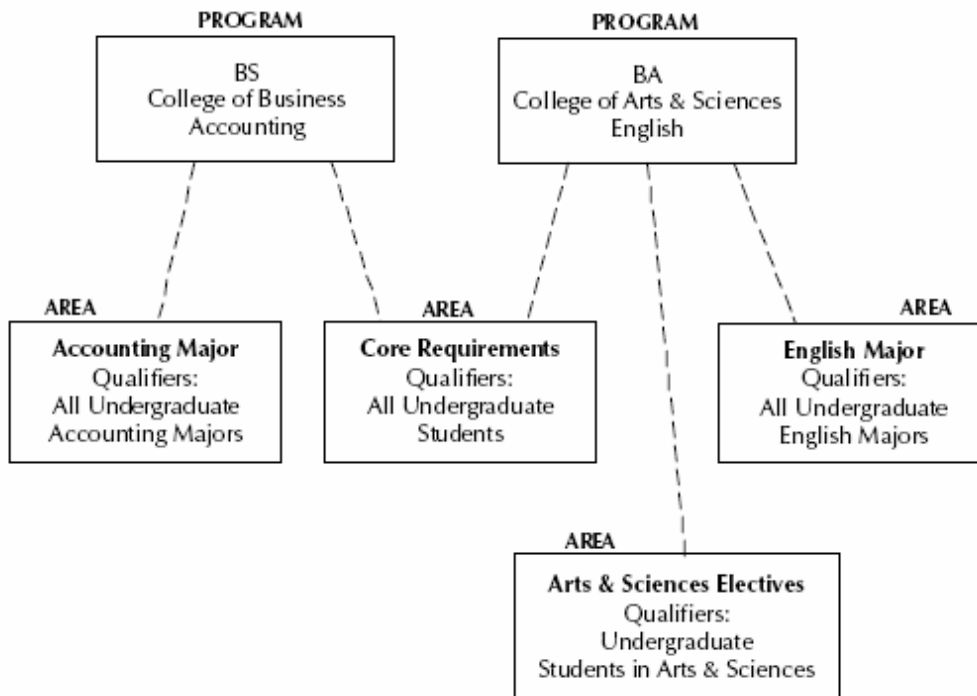 PROGRAM
BS
College of Business
Accounting
PROGRAM
BA
College of Arts & Sciences
English
AREA
Accounting Major
Qualifiers:
All Undergraduate
Accounting Majors
AREA
Core Requirements
Qualifiers:
All Undergraduate
Students
AREA
English Major
Qualifiers:
All Undergraduate
English Majors
AREA
Arts & Sciences Electives
Qualifiers:
Undergraduate
Students in Arts & Sciences